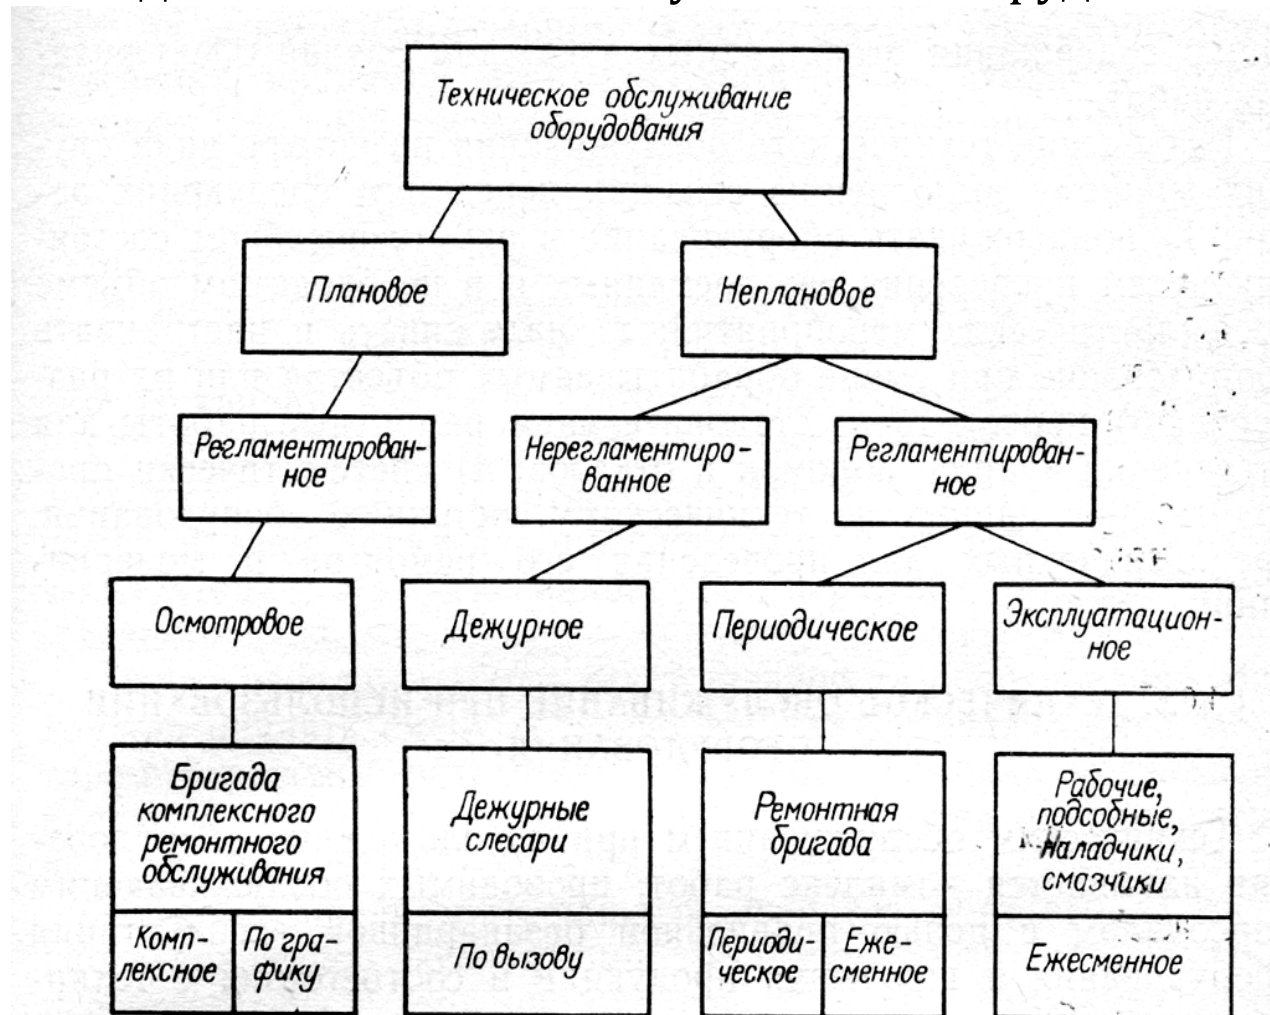 Техническое обслуживание
оборудования
Плановое
Неплановое
Регламентирован-
ное
Нерегламентиро-
ванное
Регламентирован-
ное
Осмотровое
Дежурное
Периодическое
Эксплуатацион-
ное
Бригада
комплексного
ремонтного
обслуживания
Дежурные
слесари
Ремонтная
бригада
Рабочие,
подсобные,
наладчики,
смазчики
Комп-
лексное
По гра-
фику
По вызову
Периоди-
ческое
Еже-
сменное
Ежесменное